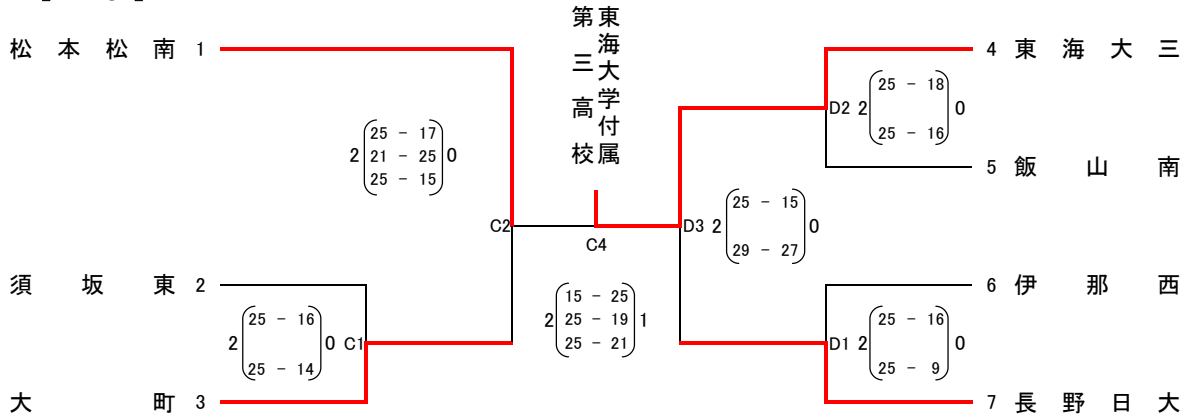 東海大学付属
第三高校
松本松南 1
2 25 - 17 0
21 - 25
25 - 15
C2
須坂東 2
2 25 - 16 0 C1
25 - 14
大町 3
C4
2 15 - 25 1
25 - 19
25 - 21
4 東海大三
D2 2 25 - 18 0
25 - 16
5 飯山南
D3 2 25 - 15 0
29 - 27
6 伊那西
D1 2 25 - 16 0
25 - 9
7 長野日大